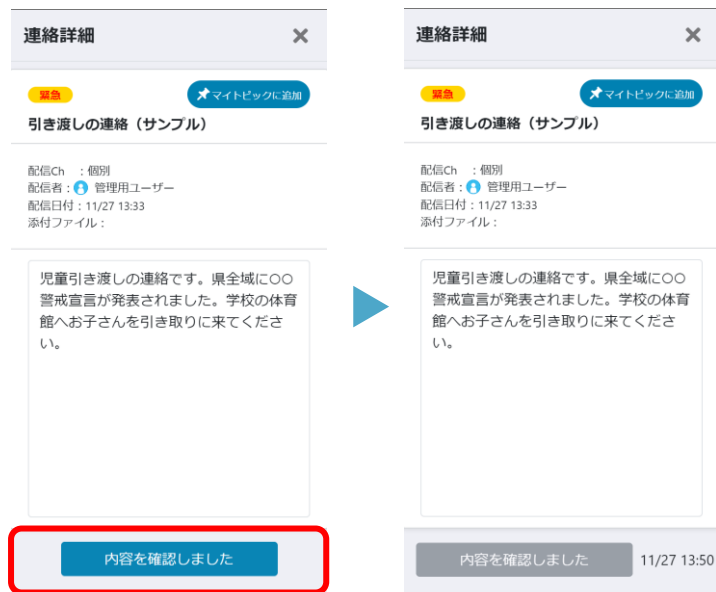 連絡詳細 ×
緊急 マイトピックに追加
引き渡しの連絡（サンプル）
配信Ch ：個別
配信者： 管理用ユーザー
配信日付：11/27 13:33
添付ファイル：
児童引き渡しの連絡です。県全域に〇〇
警戒宣言が発表されました。学校の体育
館へお子さんを引き取りに来てくださ
い。
内容を確認しました
連絡詳細 ×
緊急 マイトピックに追加
引き渡しの連絡（サンプル）
配信Ch ：個別
配信者： 管理用ユーザー
配信日付：11/27 13:33
添付ファイル：
児童引き渡しの連絡です。県全域に〇〇
警戒宣言が発表されました。学校の体育
館へお子さんを引き取りに来てくださ
い。
内容を確認しました 11/27 13:50